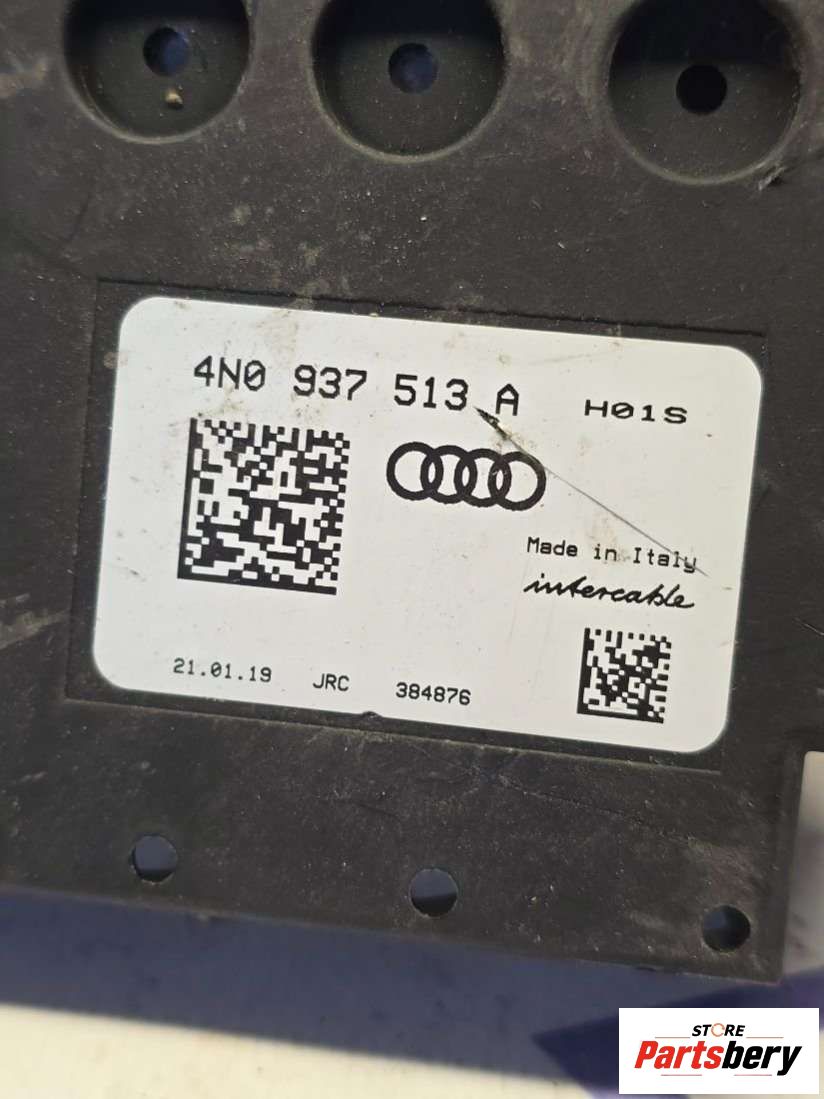 4N0 937 513 A H01S
Made in Italy
intercable
21.01.19 JRC 384876
STORE
Partsbery